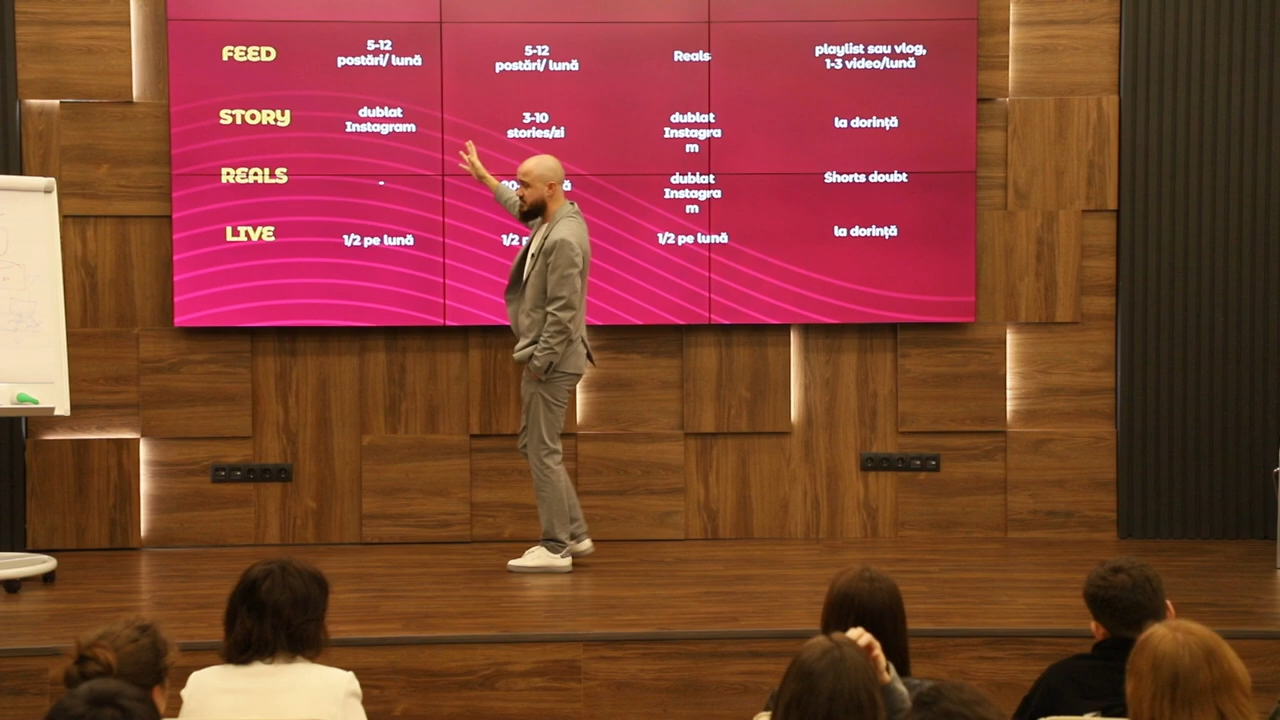 FEED
5-12
postări/ lună
5-12
postări/ lună
Reals
playlist sau vlog,
1-3 video/lună
STORY
dublat
Instagram
3-10
stories/zi
dublat
Instagra
m
la dorință
REALS
-
dublat
Instagra
m
Shorts doubt
LIVE
1/2 pe lună
1/2
1/2 pe lună
la dorință